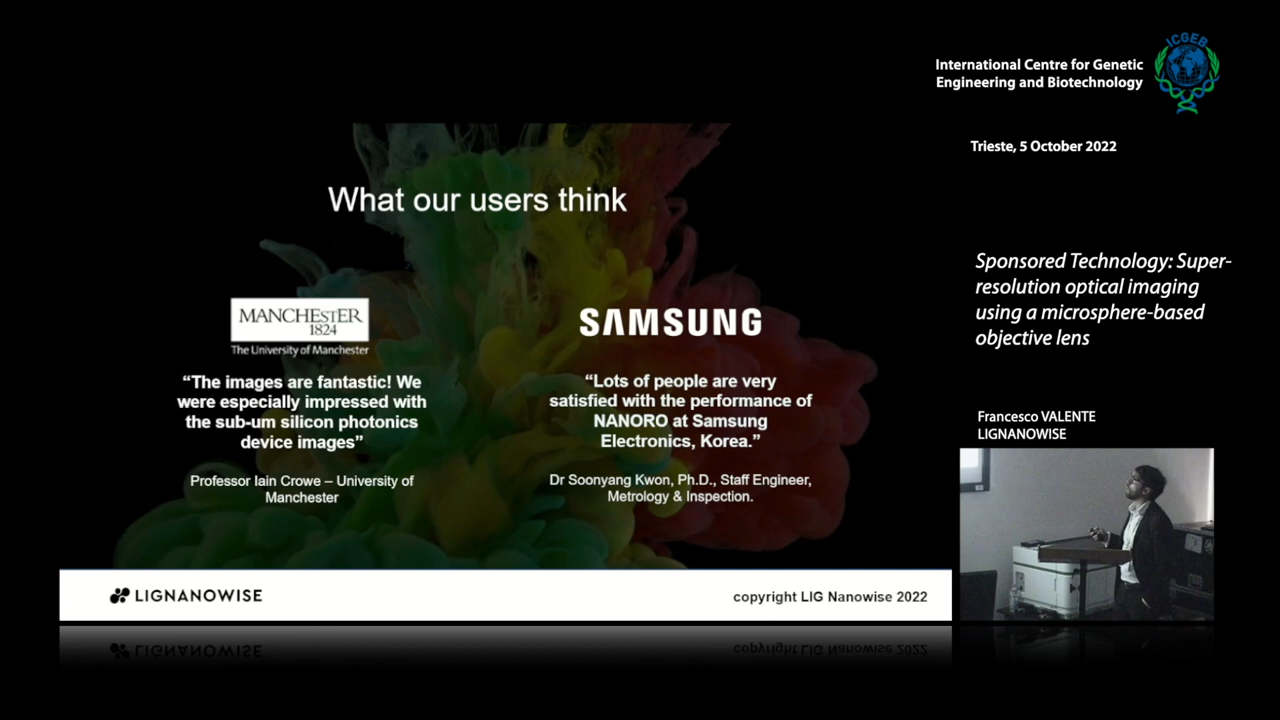 ICGEB
International Centre for Genetic
Engineering and Biotechnology
Trieste, 5 October 2022
What our users think
MANCHESTER
1824
The University of Manchester
“The images are fantastic! We
were especially impressed with
the sub-um silicon photonics
device images”
Professor Iain Crowe – University of
Manchester
SAMSUNG
“Lots of people are very
satisfied with the performance of
NANORO at Samsung
Electronics, Korea.”
Dr Soonyang Kwon, Ph.D., Staff Engineer,
Metrology & Inspection.
LIGNANOWISE
copyright LIG Nanowise 2022
Sponsored Technology: Super-
resolution optical imaging
using a microsphere-based
objective lens
Francesco VALENTE
LIGNANOWISE